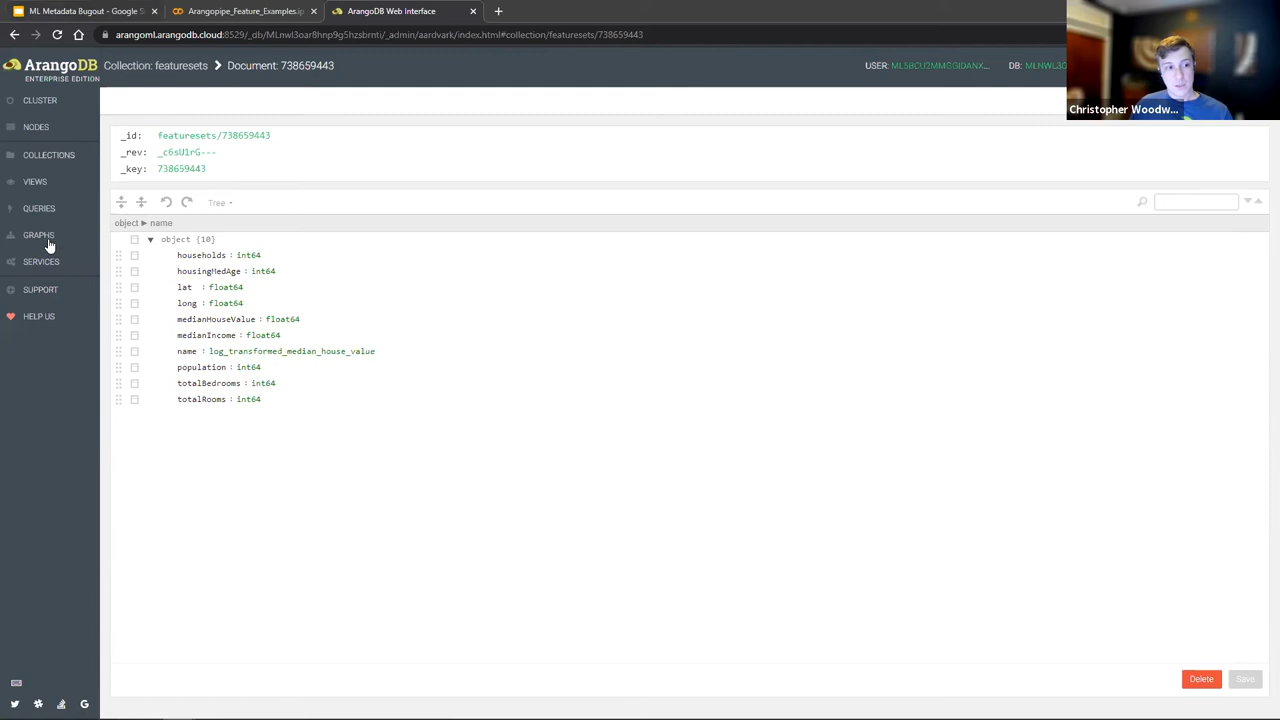 ML Metadata Bugout - Google S
Arangopipe_Feature_Examples.ip
ArangoDB Web Interface
arangoml.arangodb.cloud:8529/_db/MLnwl3oar8hnp9g5hzsbrnti/_admin/aardvark/index.html#collection/featuresets/738659443
ArangoDB
ENTERPRISE EDITION
Collection: featuresets
Document: 738659443
USER:
DB:
Christopher Woodw...
CLUSTER
NODES
COLLECTIONS
VIEWS
QUERIES
GRAPHS
SERVICES
SUPPORT
HELP US
_id: featuresets/738659443
_rev: _c6sU1rG---
_key: 738659443
Tree
object ▶ name
object {10}
households : int64
housingMedAge : int64
lat : float64
long : float64
medianHouseValue : float64
medianIncome : float64
name : log_transformed_median_house_value
population : int64
totalBedrooms : int64
totalRooms : int64
Delete
Save